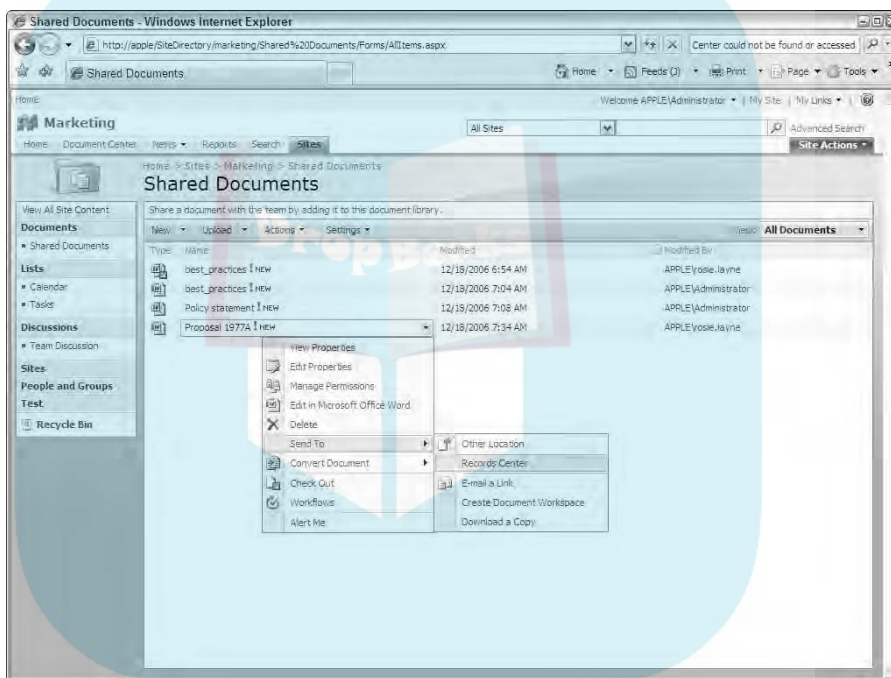 Shared Documents - Windows Internet Explorer
http://apple/SiteDirectory/marketing/Shared%20Documents/Forms/AllItems.aspx
Center could not be found or accessed
Shared Documents
Home Feeds (J) Print Page Tools
Home
Welcome APPLE\Administrator | My Site | My Links
Marketing
All Sites
Advanced Search
Home Document Center News Reports Search Sites
Site Actions
Home > Sites > Marketing > Shared Documents
Shared Documents
View All Site Content
Share a document with the team by adding it to this document library.
Documents
New Upload Actions Settings
View: All Documents
Shared Documents
Type Name Modified Modified By
Lists
best_practices ! NEW 12/18/2006 6:54 AM APPLE\rosie.layne
Calendar
best_practices ! NEW 12/18/2006 7:04 AM APPLE\Administrator
Tasks
Policy statement ! NEW 12/18/2006 7:08 AM APPLE\Administrator
Discussions
Proposal 1977A ! NEW 12/18/2006 7:34 AM APPLE\rosie.layne
Team Discussion
Sites
People and Groups
Test
Recycle Bin
View Properties
Edit Properties
Manage Permissions
Edit in Microsoft Office Word
Delete
Send To
Convert Document
Check Out
Workflows
Alert Me
Other Location
Records Center
E-mail a Link
Create Document Workspace
Download a Copy
DropBooks